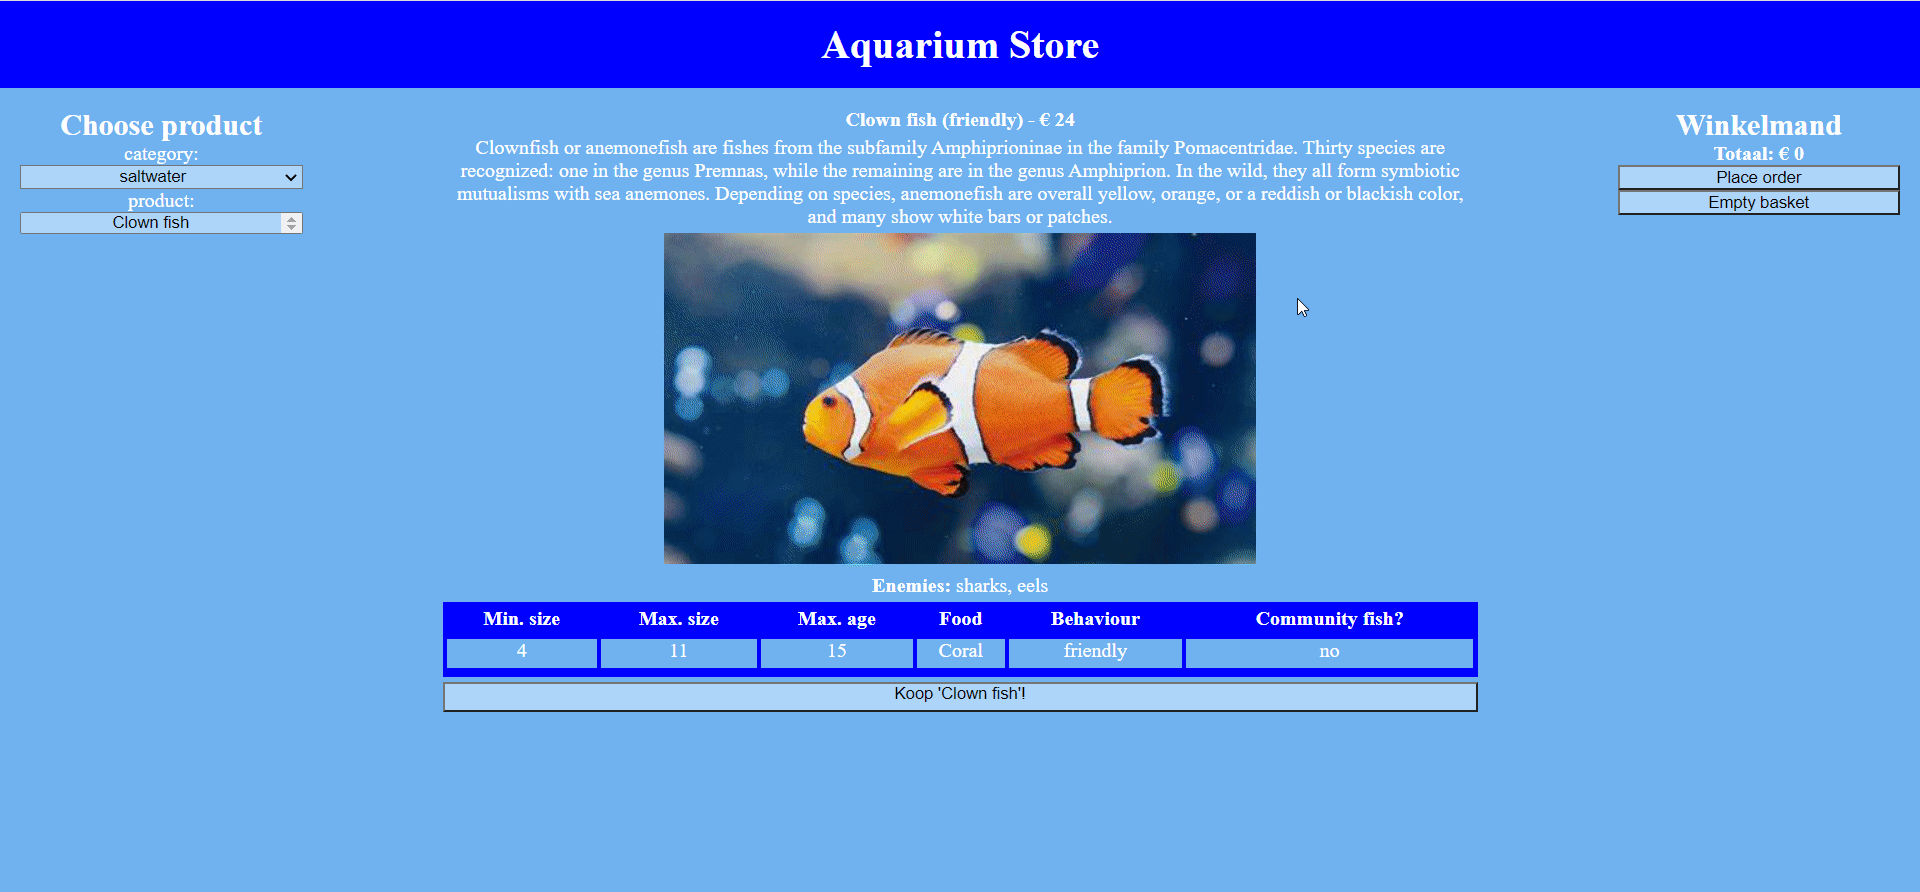 Aquarium Store
Choose product
category:
saltwater
product:
Clown fish
Clown fish (friendly) - € 24
Clownfish or anemonefish are fishes from the subfamily Amphiprioninae in the family Pomacentridae. Thirty species are
recognized: one in the genus Premnas, while the remaining are in the genus Amphiprion. In the wild, they all form symbiotic
mutualisms with sea anemones. Depending on species, anemonefish are overall yellow, orange, or a reddish or blackish color,
and many show white bars or patches.
Enemies: sharks, eels
Min. size Max. size Max. age Food Behaviour Community fish?
4 11 15 Coral friendly no
Koop 'Clown fish'!
Winkelmand
Totaal: € 0
Place order
Empty basket